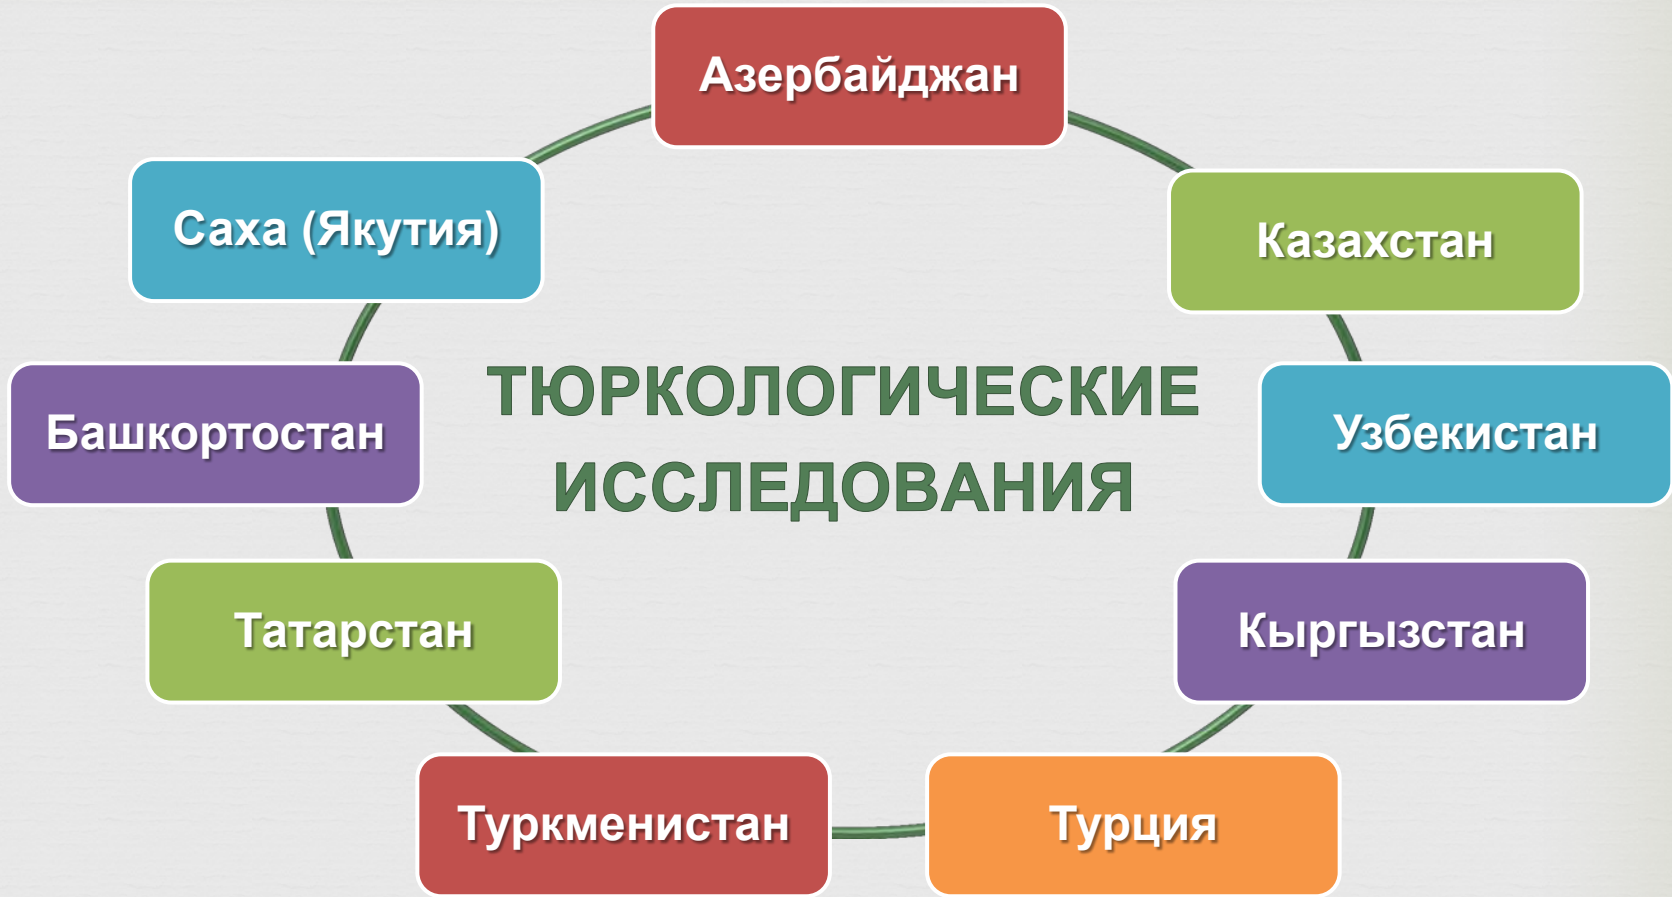 Азербайджан
Саха (Якутия)
Казахстан
ТЮРКОЛОГИЧЕСКИЕ
ИССЛЕДОВАНИЯ
Башкортостан
Узбекистан
Татарстан
Кыргызстан
Туркменистан
Турция